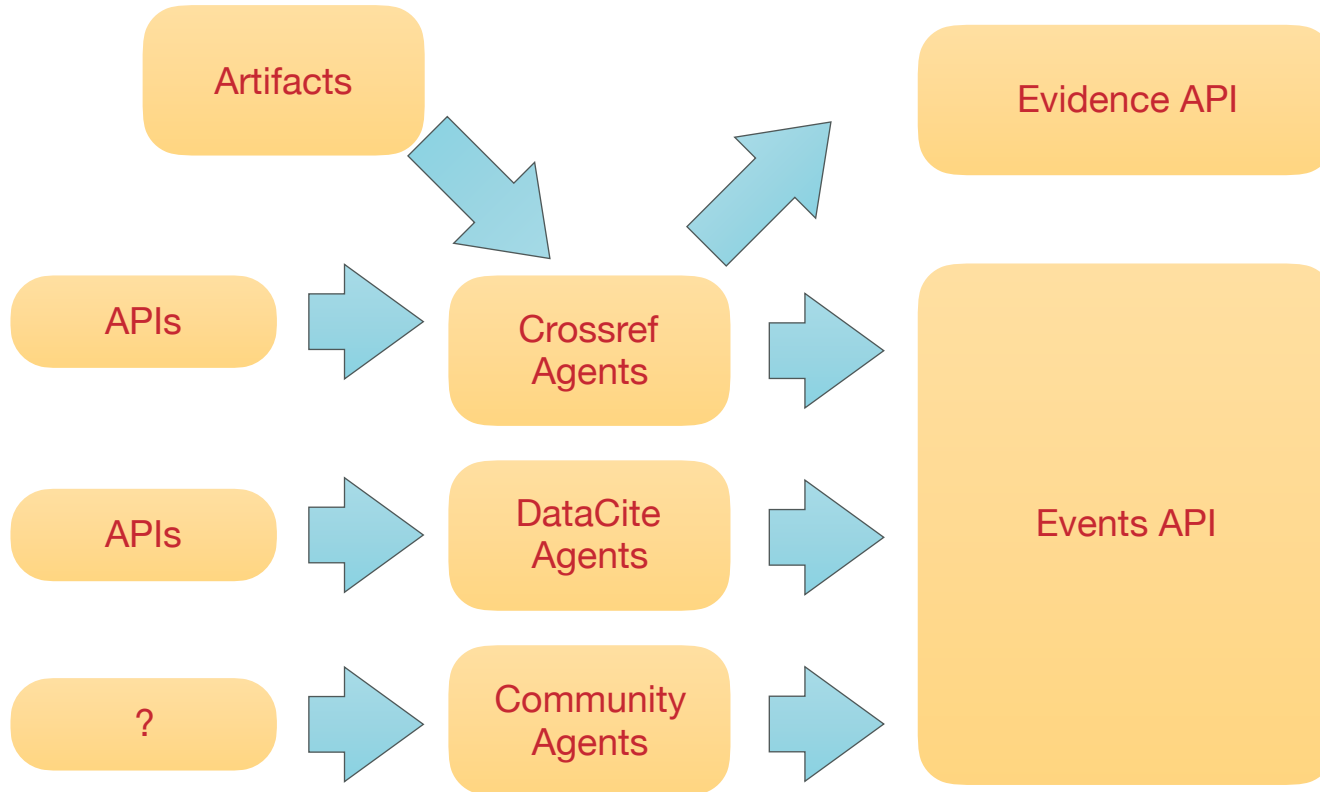 Artifacts
Evidence API
APIs
Crossref
Agents
APIs
DataCite
Agents
Events API
?
Community
Agents